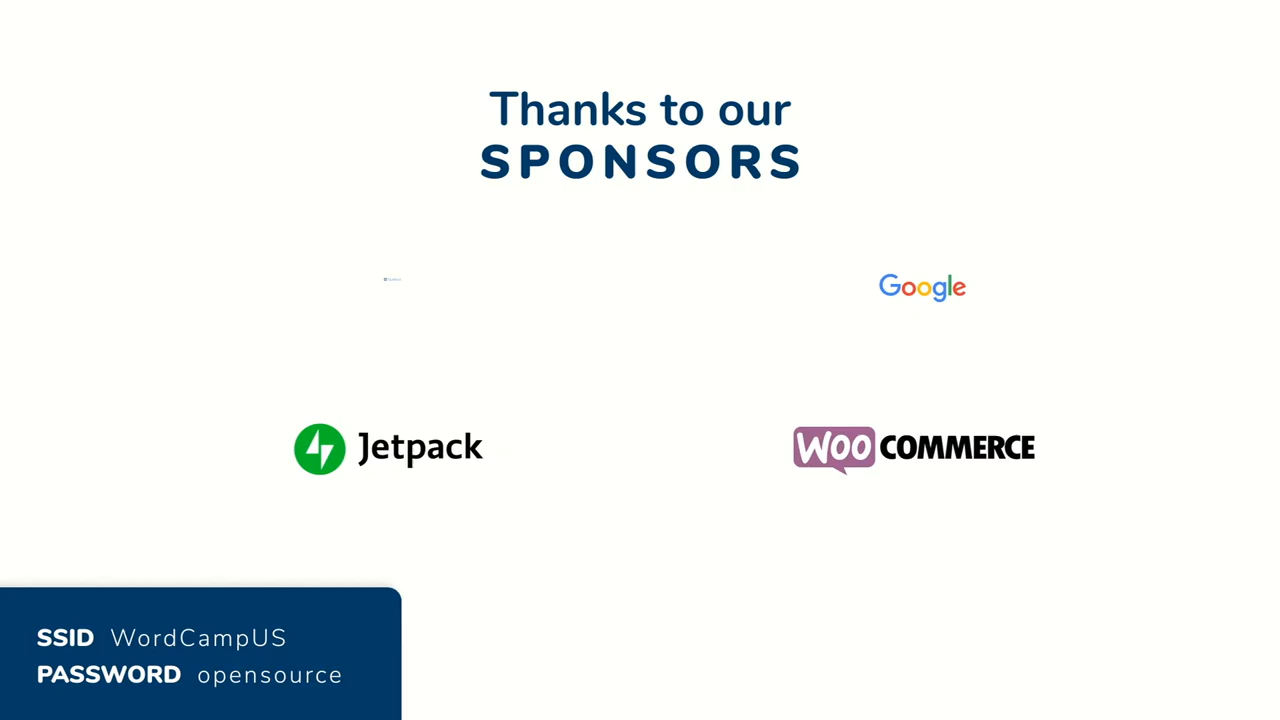 Thanks to our
SPONSORS
Google
Jetpack
WOO COMMERCE
SSID WordCampUS
PASSWORD opensource